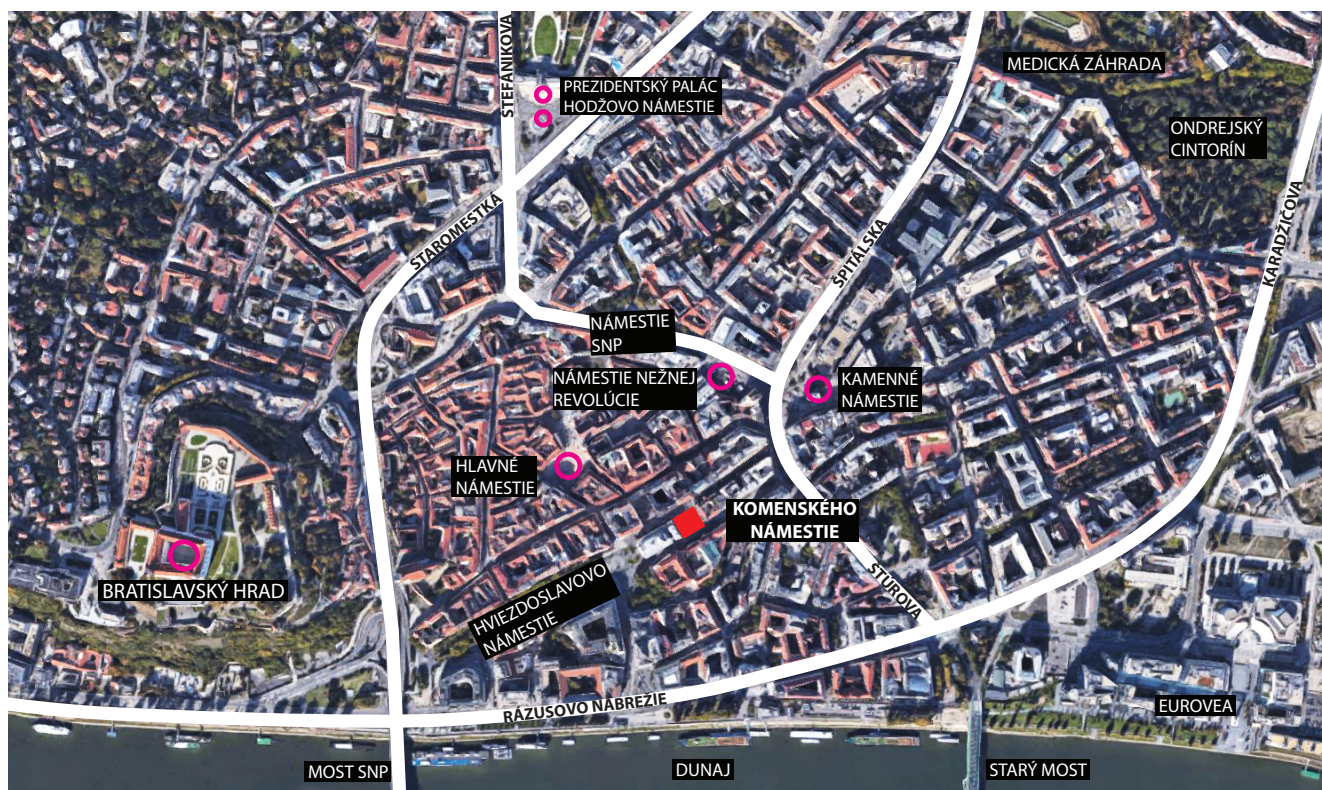 ŠTEFANIKOVA
PREZIDENTSKÝ PALÁC
HODŽOVO NÁMESTIE
MEDICKÁ ZÁHRADA
ONDREJSKÝ
CINTORÍN
STAROMESTKÁ
ŠPITÁLSKA
KARADŽIČOVA
NÁMESTIE
SNP
NÁMESTIE NEŽNEJ
REVOLÚCIE
KAMENNÉ
NÁMESTIE
HLAVNÉ
NÁMESTIE
KOMENSKÉHO
NÁMESTIE
BRATISLAVSKÝ HRAD
HVIEZDOSLAVOVO
NÁMESTIE
ŠTÚROVA
RÁZUSOVO NÁBREŽIE
EUROVEA
MOST SNP
DUNAJ
STARÝ MOST